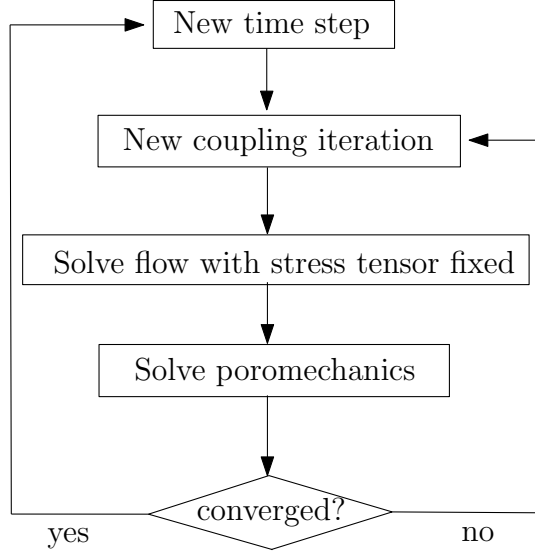 New time step
New coupling iteration
Solve flow with stress tensor fixed
Solve poromechanics
converged?
yes
no